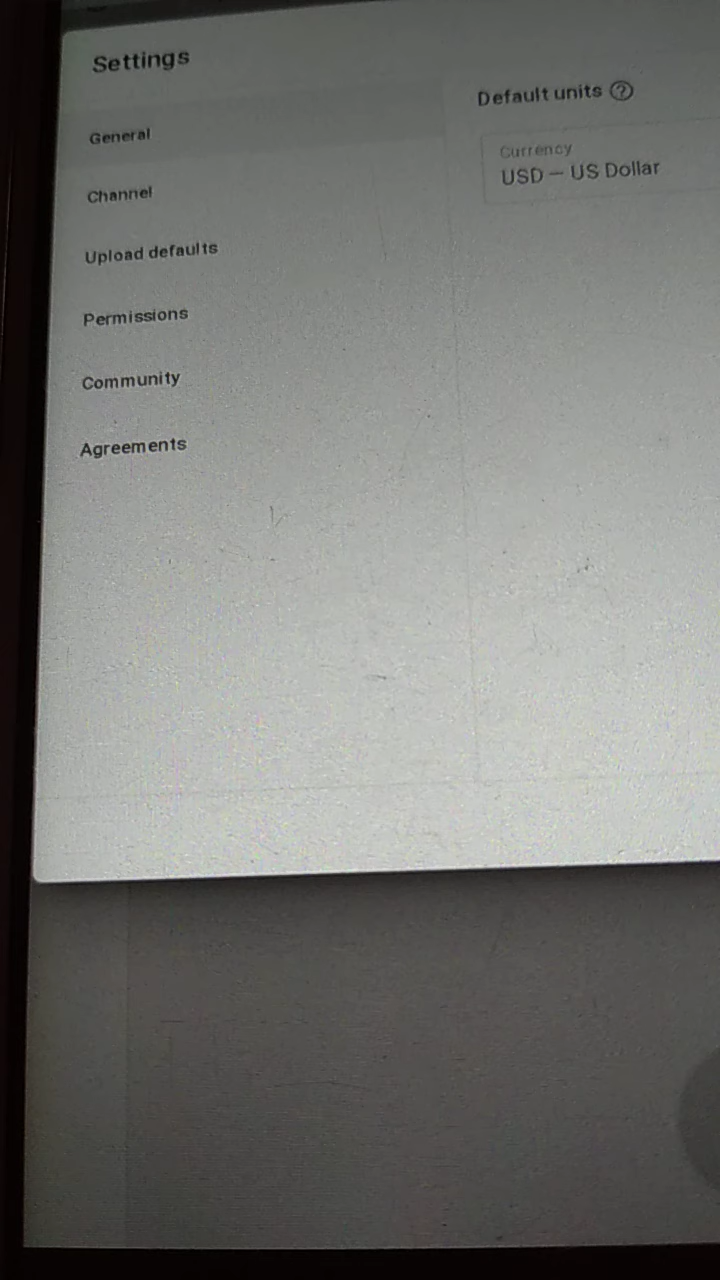 Settings
General
Channel
Upload defaults
Permissions
Community
Agreements
Default units ?
Currency
USD – US Dollar